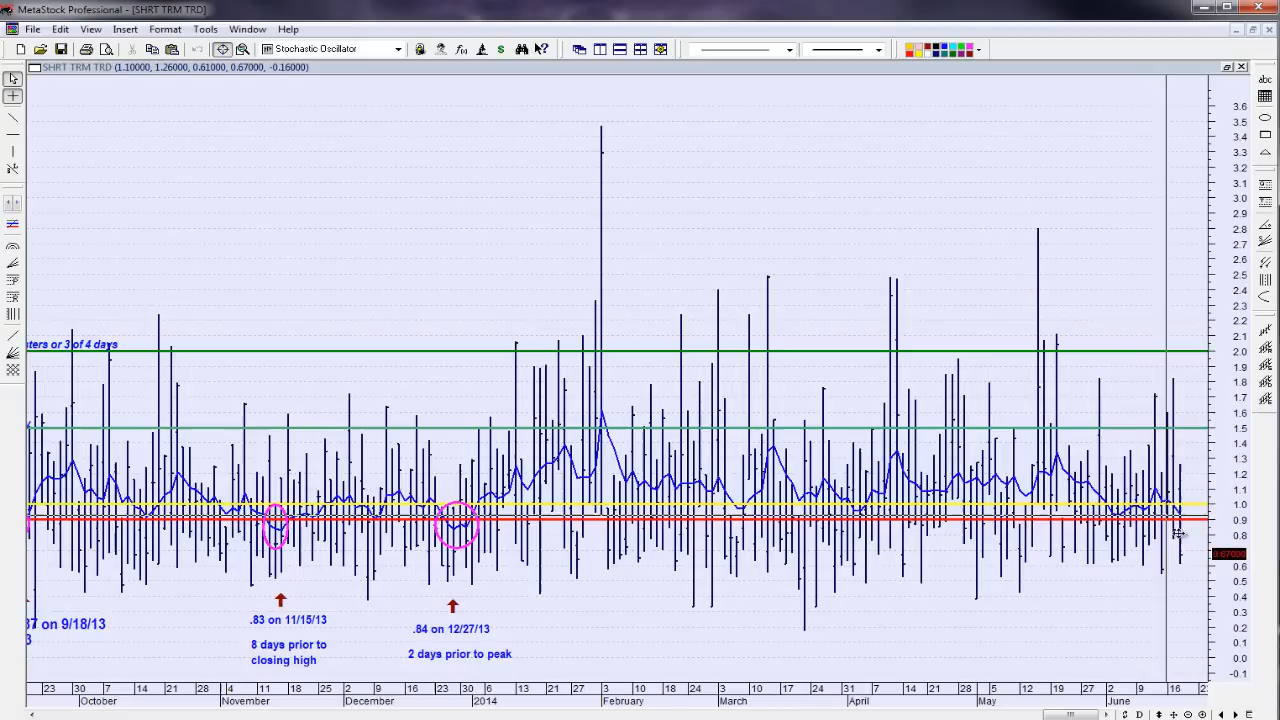 MetaStock Professional - [SHRT TRM TRD]
File Edit View Insert Format Tools Window Help
Stochastic Oscillator
SHRT TRM TRD (1.10000, 1.26000, 0.61000, 0.67000, -0.16000)
abc
3.6
3.5
3.4
3.3
3.2
3.1
3.0
2.9
2.8
2.7
2.6
2.5
2.4
2.3
2.2
2.1
ters or 3 of 4 days
2.0
1.9
1.8
1.7
1.6
1.5
1.4
1.3
1.2
1.1
1.0
0.9
0.8
0.67000
0.6
0.5
0.4
0.3
0.2
0.1
0.0
-0.1
37 on 9/18/13
3
.83 on 11/15/13
8 days prior to
closing high
.84 on 12/27/13
2 days prior to peak
23 30 7 14 21 28 4 11 18 25 2 9 16 23 30 6 13 21 27 3 10 18 24 3 10 17 24 31 7 14 21 28 5 12 19 27 2 9 16
October November December 2014 February March April May June